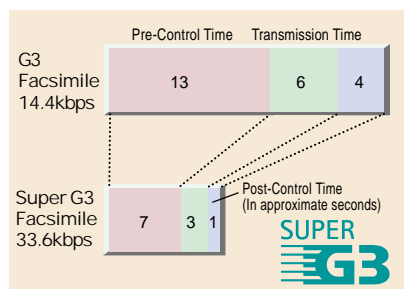 Pre-Control Time Transmission Time
G3
Facsimile
14.4kbps
13 6 4
Super G3
Facsimile
33.6kbps
7 3 1
Post-Control Time
(In approximate seconds)
SUPER
G3